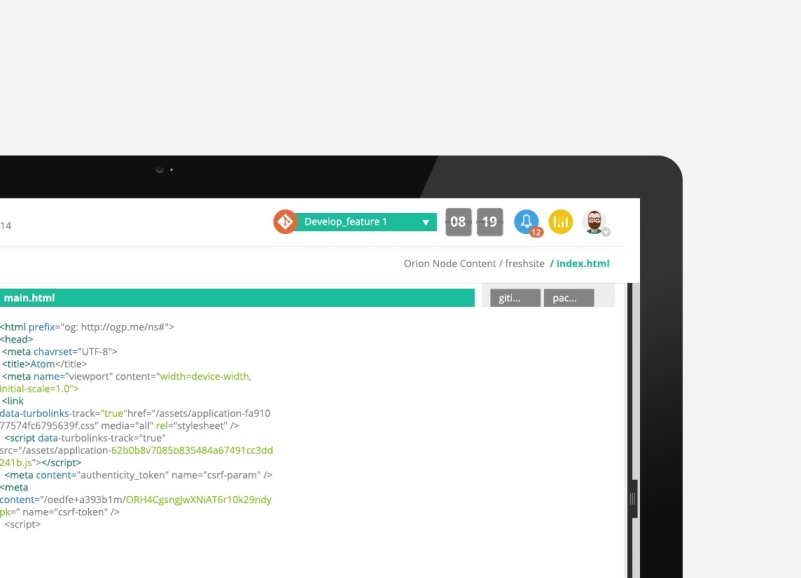 14
Develop_feature 1
08 19
12
Orion Node Content / freshsite / index.html
main.html
giti...
pac...
<html prefix="og: http://ogp.me/ns#">
<head>
<meta chavrset="UTF-8">
<title>Atom</title>
<meta name="viewport" content="width=device-width,
initial-scale=1.0">
<link
data-turbolinks-track="true"href="/assets/application-fa910
77574fc6795639f.css" media="all" rel="stylesheet" />
<script data-turbolinks-track="true"
src="/assets/application-62b0b8v7085b835484a67491cc3dd
241b.js"></script>
<meta content="authenticity_token" name="csrf-param" />
<meta
content="/oedfe+a393b1m/ORH4CgsngJwXNiAT6r10k29ndy
pk=" name="csrf-token" />
<script>